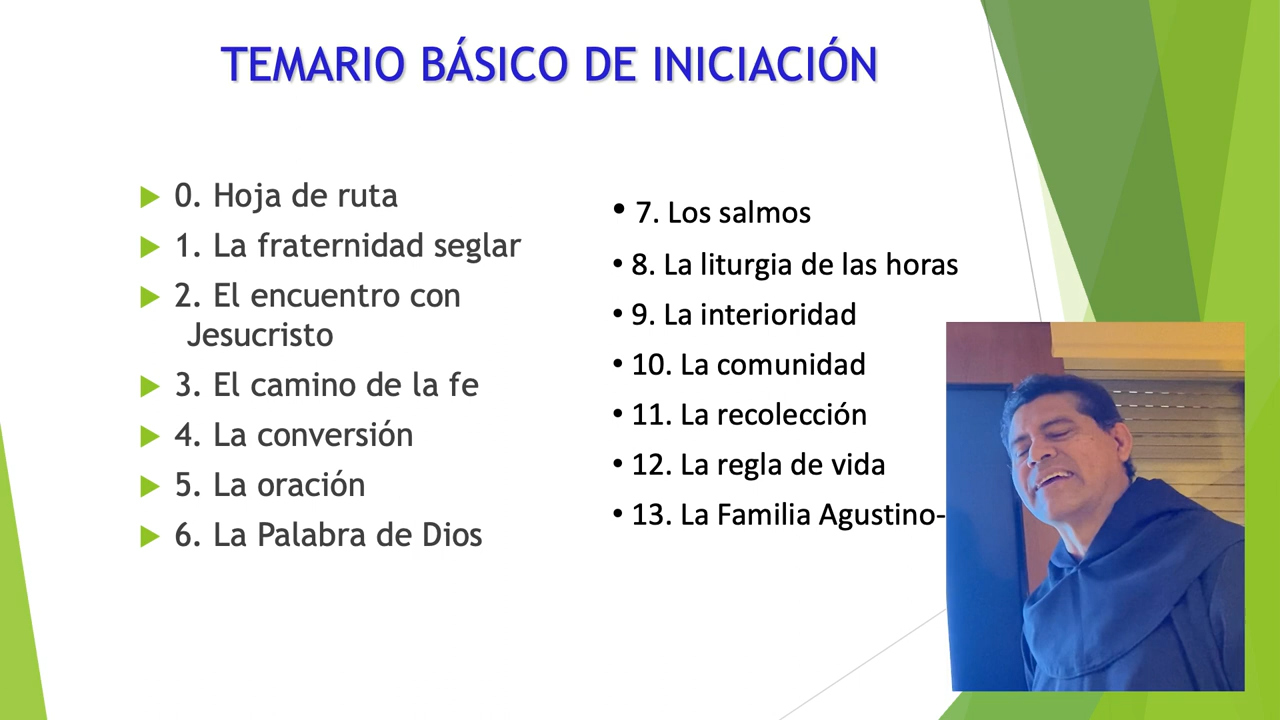 TEMARIO BÁSICO DE INICIACIÓN
0. Hoja de ruta
1. La fraternidad seglar
2. El encuentro con
Jesucristo
3. El camino de la fe
4. La conversión
5. La oración
6. La Palabra de Dios
• 7. Los salmos
• 8. La liturgia de las horas
• 9. La interioridad
• 10. La comunidad
• 11. La recolección
• 12. La regla de vida
• 13. La Familia Agustino-